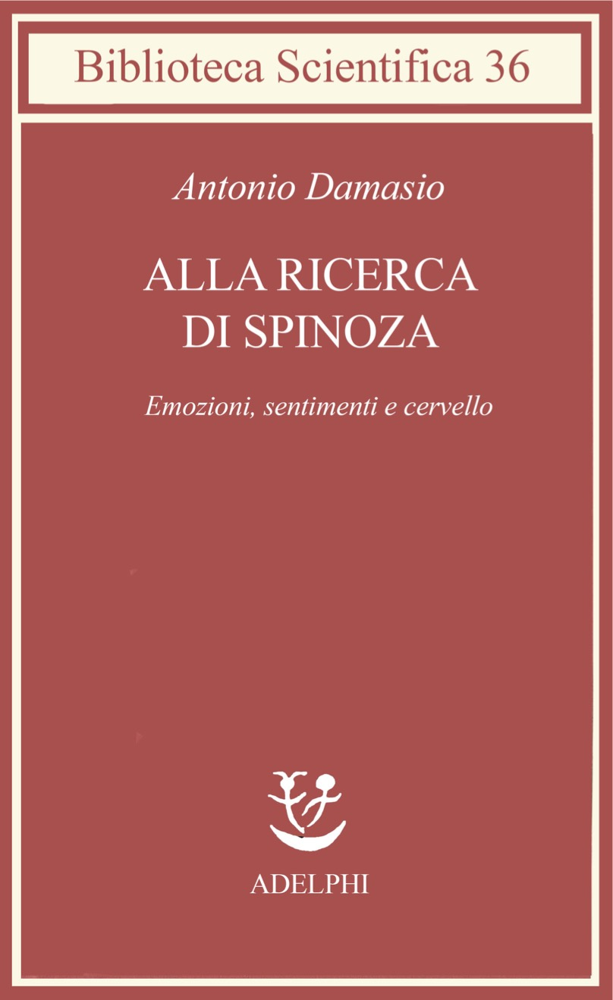 Biblioteca Scientifica 36
Antonio Damasio
ALLA RICERCA
DI SPINOZA
Emozioni, sentimenti e cervello
ADELPHI